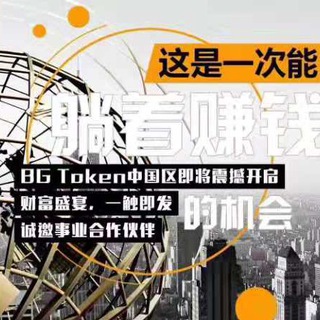 这是一次能
躺着赚钱
BG Token中国区即将震撼开启
财富盛宴，一触即发
的机会
诚邀事业合作伙伴